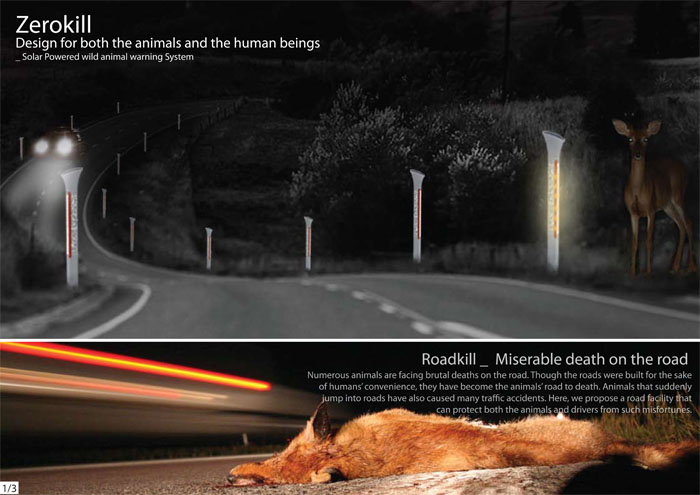 Zerokill
Design for both the animals and the human beings
_ Solar Powered wild animal warning System
Roadkill _ Miserable death on the road
Numerous animals are facing brutal deaths on the road. Though the roads were built for the sake
of humans' convenience, they have become the animals' road to death. Animals that suddenly
jump into roads have also caused many traffic accidents. Here, we propose a road facility that
can protect both the animals and drivers from such misfortunes.
1/3